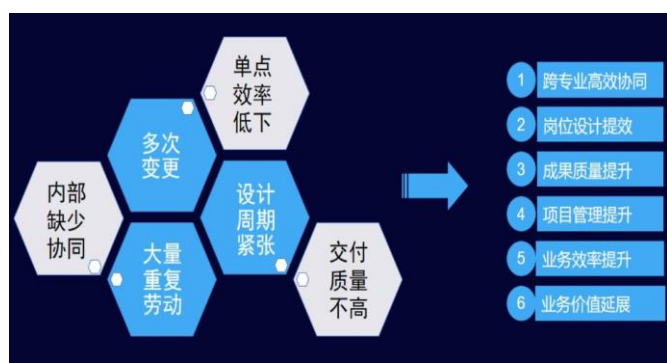 单点
效率
低下
多次
变更
内部
缺少
协同
设计
周期
紧张
大量
重复
劳动
交付
质量
不高
1 跨专业高效协同
2 岗位设计提效
3 成果质量提升
4 项目管理提升
5 业务效率提升
6 业务价值延展